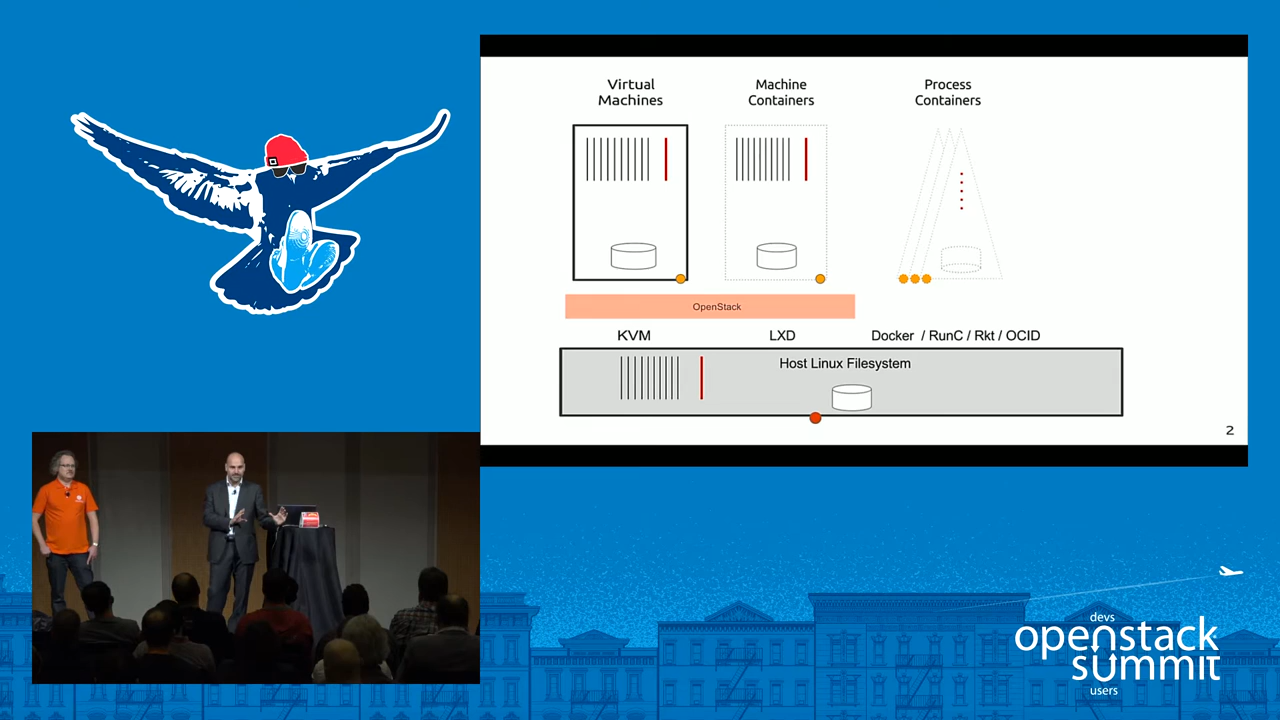 Virtual
Machines
Machine
Containers
Process
Containers
OpenStack
KVM
LXD
Docker / RunC / Rkt / OCID
Host Linux Filesystem
2
devs
openstack
summit
users